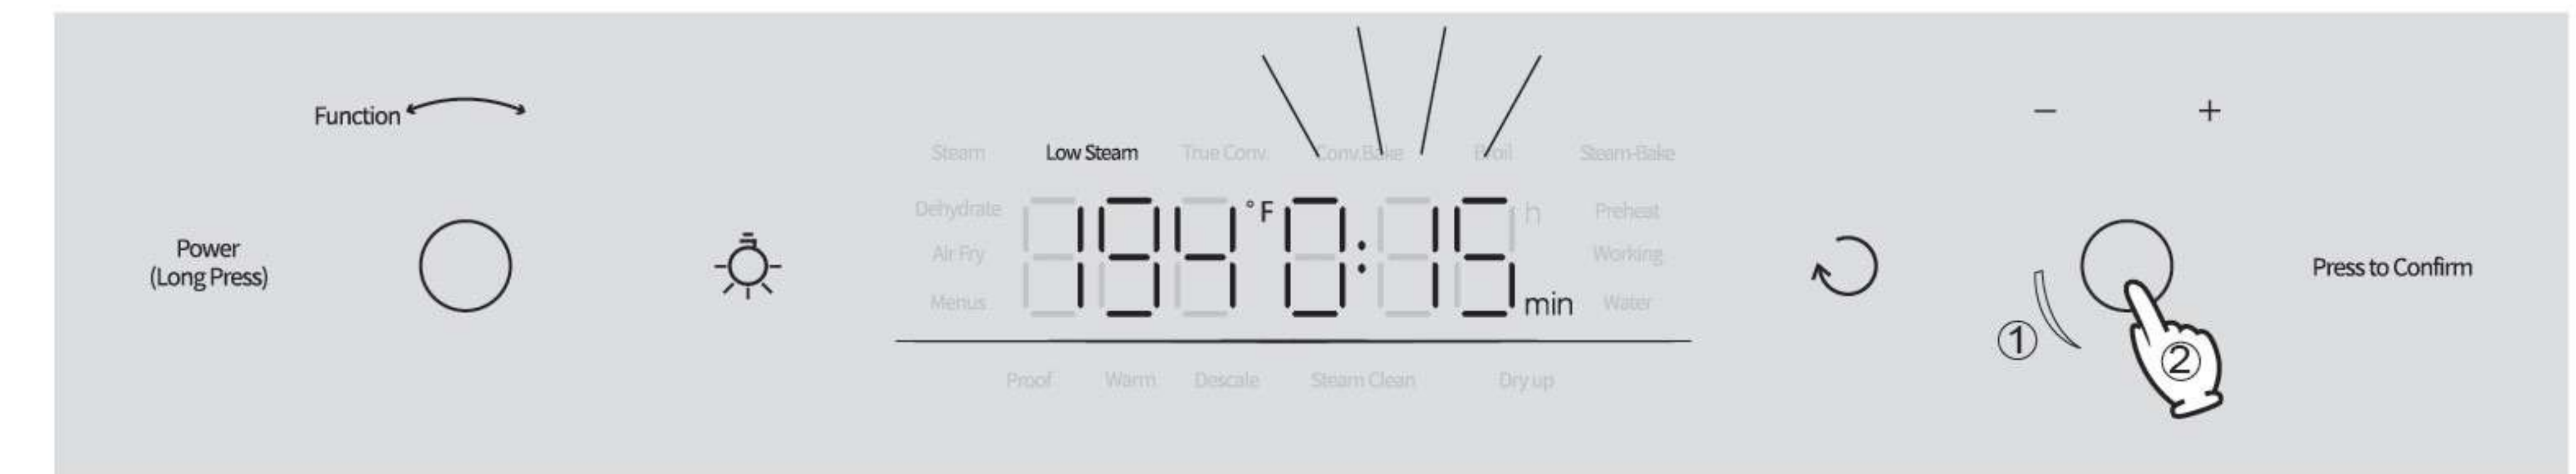 Function
− +
Steam Low Steam True Conv. Conv.Bake Broil Steam-Bake
Dehydrate Preheat
194°F 0:15 h
Power
(Long Press)
Air Fry Working
Press to Confirm
Menus min Water
① ②
Proof Warm Descale Steam Clean Dry up